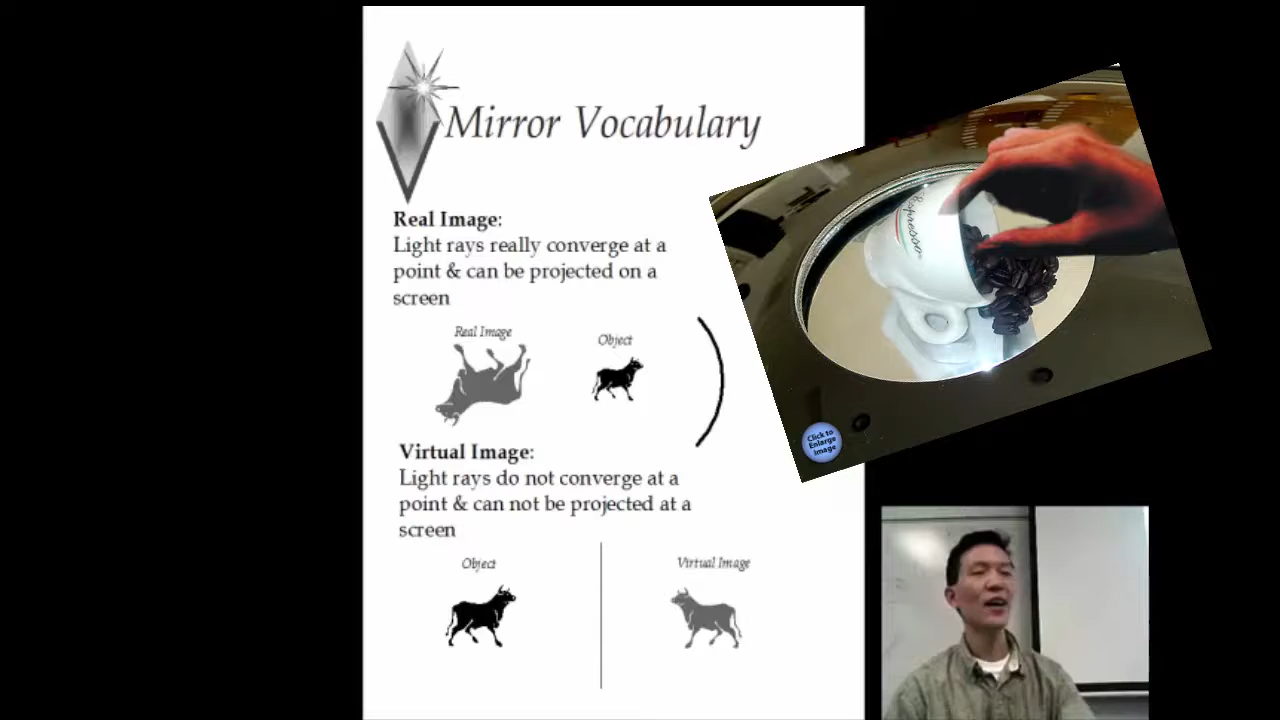 Mirror Vocabulary
Real Image:
Light rays really converge at a
point & can be projected on a
screen
Real Image
Object
Virtual Image:
Light rays do not converge at a
point & can not be projected at a
screen
Object
Virtual Image
Espresso
Click to
Enlarge
Image